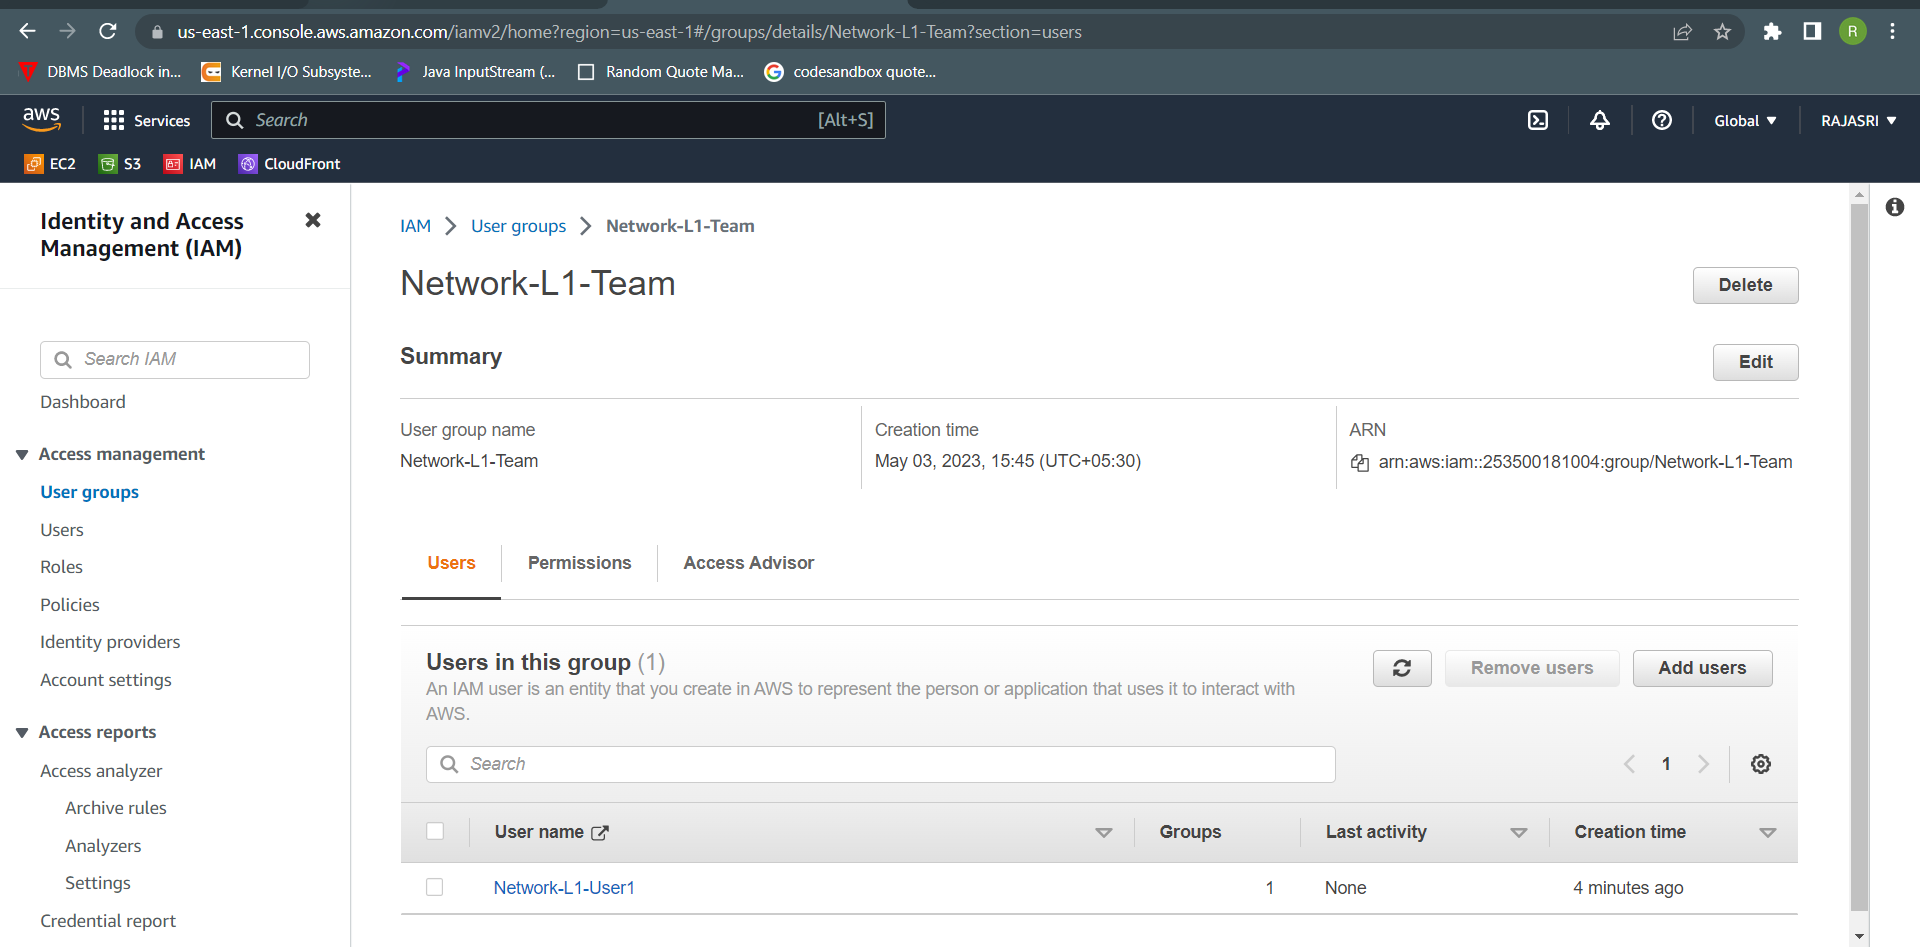 us-east-1.console.aws.amazon.com/iamv2/home?region=us-east-1#/groups/details/Network-L1-Team?section=users
R
DBMS Deadlock in...
Kernel I/O Subsyste...
Java InputStream (...
Random Quote Ma...
codesandbox quote...
aws
Services
Search
[Alt+S]
Global
RAJASRI
EC2
S3
IAM
CloudFront
Identity and Access
Management (IAM)
Search IAM
Dashboard
Access management
User groups
Users
Roles
Policies
Identity providers
Account settings
Access reports
Access analyzer
Archive rules
Analyzers
Settings
Credential report
IAM
User groups
Network-L1-Team
Network-L1-Team
Delete
Summary
Edit
User group name
Network-L1-Team
Creation time
May 03, 2023, 15:45 (UTC+05:30)
ARN
arn:aws:iam::253500181004:group/Network-L1-Team
Users
Permissions
Access Advisor
Users in this group (1)
An IAM user is an entity that you create in AWS to represent the person or application that uses it to interact with
AWS.
Remove users
Add users
Search
1
User name
Groups
Last activity
Creation time
Network-L1-User1
1
None
4 minutes ago